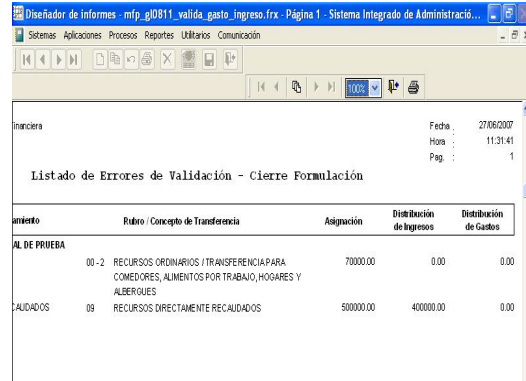 Diseñador de informes - mfp_gl0811_valida_gasto_ingreso.frx - Página 1 - Sistema Integrado de Administració...
Sistemas Aplicaciones Procesos Reportes Utilitarios Comunicación
100%
inanciera
Fecha : 27/06/2007
Hora : 11:31:41
Pag. : 1
Listado de Errores de Validación - Cierre Formulación
amiento Rubro / Concepto de Transferencia Asignación Distribución de Ingresos Distribución de Gastos
AL DE PRUEBA
00 - 2 RECURSOS ORDINARIOS / TRANSFERENCIA PARA 70000.00 0.00 0.00
COMEDORES, ALIMENTOS POR TRABAJO, HOGARES Y
ALBERGUES
CAUDADOS 09 RECURSOS DIRECTAMENTE RECAUDADOS 500000.00 400000.00 0.00